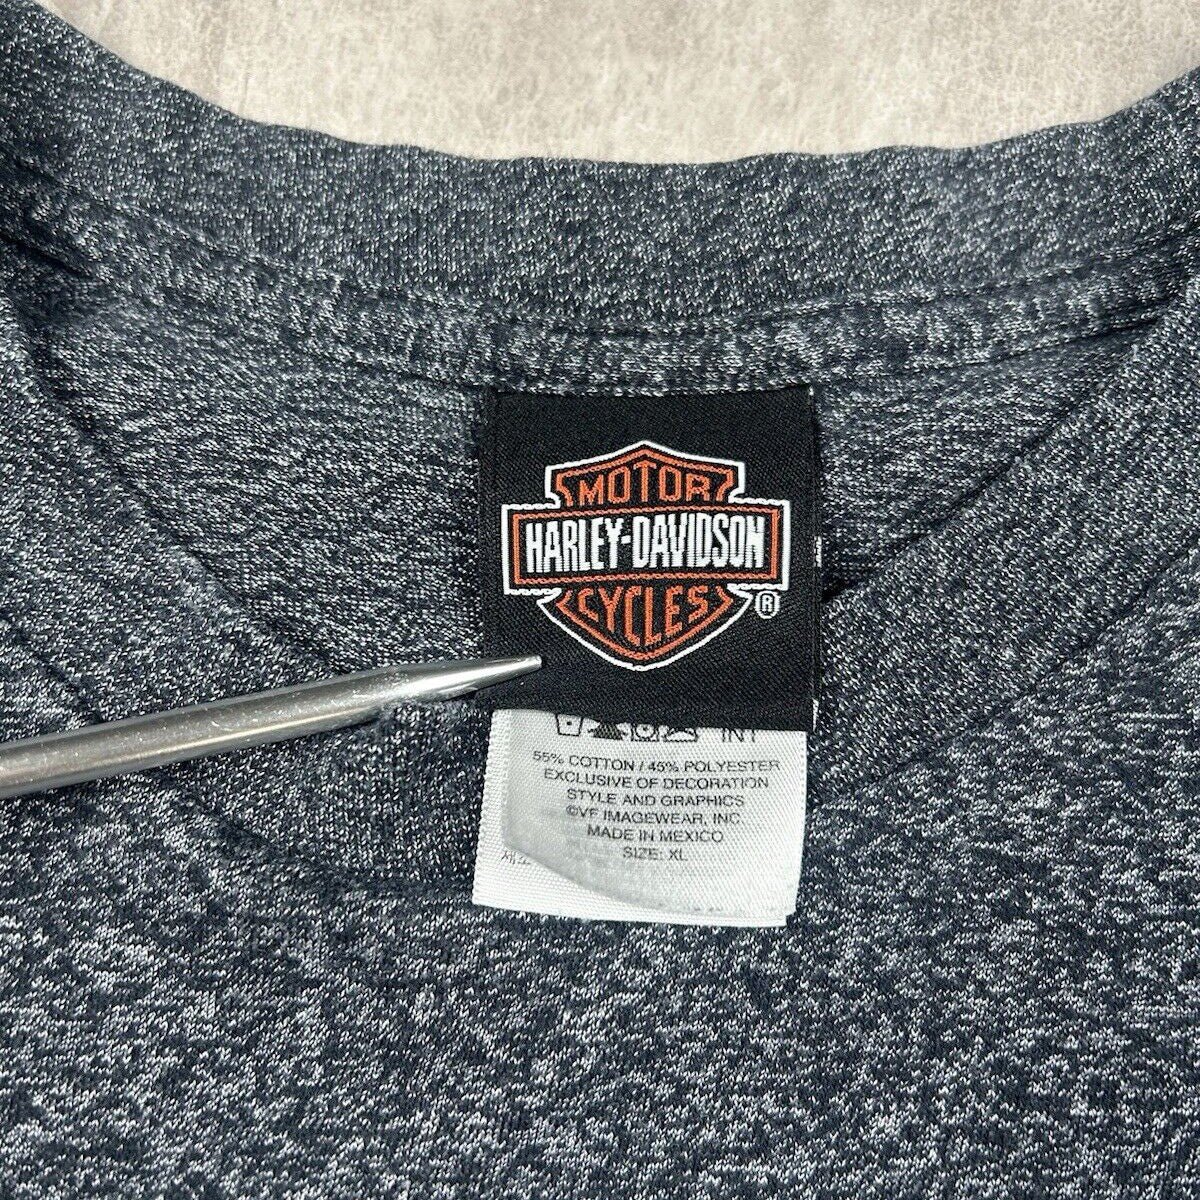 MOTOR
HARLEY-DAVIDSON
CYCLES
®
INT
55% COTTON / 45% POLYESTER
EXCLUSIVE OF DECORATION
STYLE AND GRAPHICS
©VF IMAGEWEAR, INC.
MADE IN MEXICO
SIZE: XL